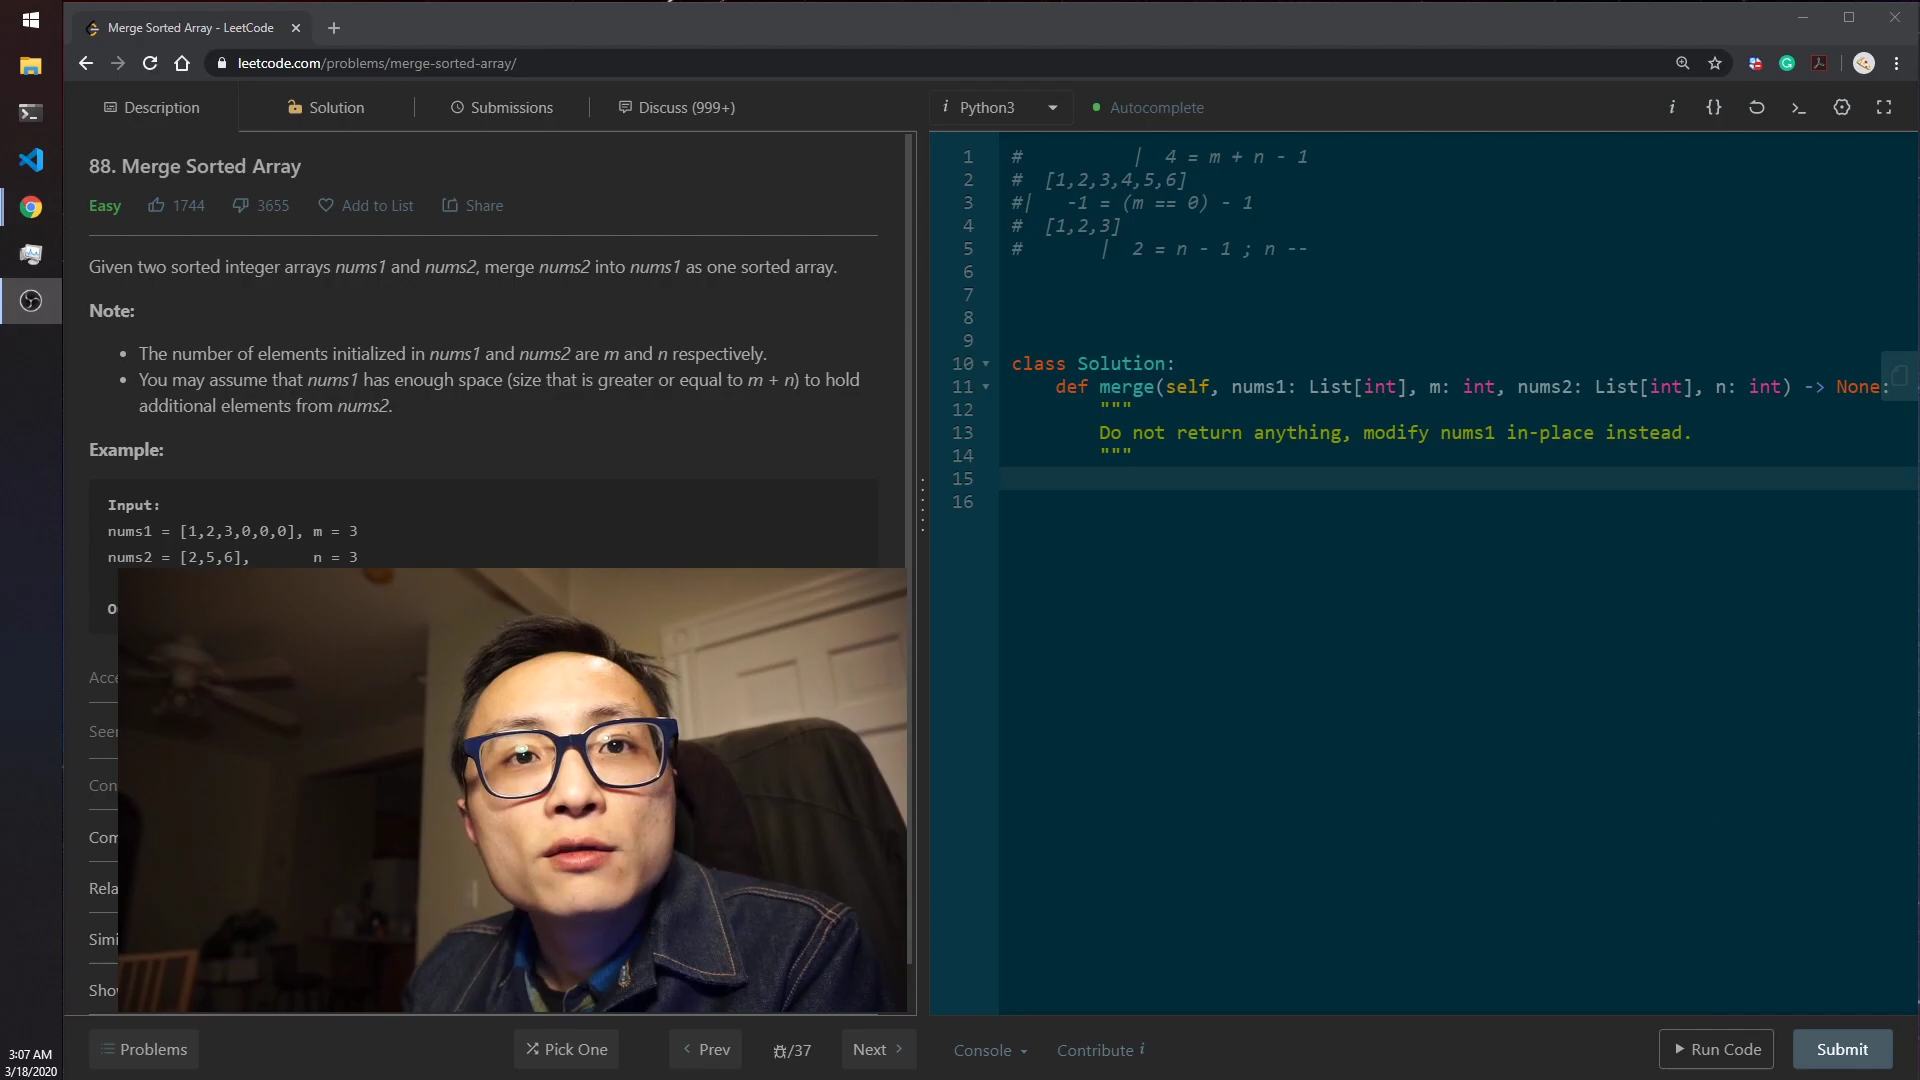 Merge Sorted Array - LeetCode
leetcode.com/problems/merge-sorted-array/
Description
Solution
Submissions
Discuss (999+)
88. Merge Sorted Array
Easy 1744 3655 Add to List Share
Given two sorted integer arrays nums1 and nums2, merge nums2 into nums1 as one sorted array.
Note:
The number of elements initialized in nums1 and nums2 are m and n respectively.
You may assume that nums1 has enough space (size that is greater or equal to m + n) to hold
additional elements from nums2.
Example:
Input:
nums1 = [1,2,3,0,0,0], m = 3
nums2 = [2,5,6], n = 3
Acce
Con
Com
Rela
Simi
Sho
Problems
Pick One
Prev
/37
Next
i Python3
Autocomplete
1 # | 4 = m + n - 1
2 # [1,2,3,4,5,6]
3 #| -1 = (m == 0) - 1
4 # [1,2,3]
5 # | 2 = n - 1 ; n --
6
7
8
9
10 class Solution:
11 def merge(self, nums1: List[int], m: int, nums2: List[int], n: int) -> None:
12 """
13 Do not return anything, modify nums1 in-place instead.
14 """
15
16
Console
Contribute i
Run Code
Submit
3:07 AM
3/18/2020